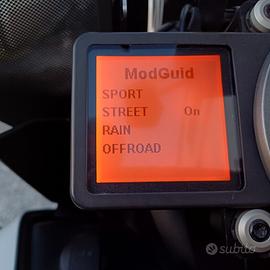 ModGuid
SPORT
STREET On
RAIN
OFFROAD
subito